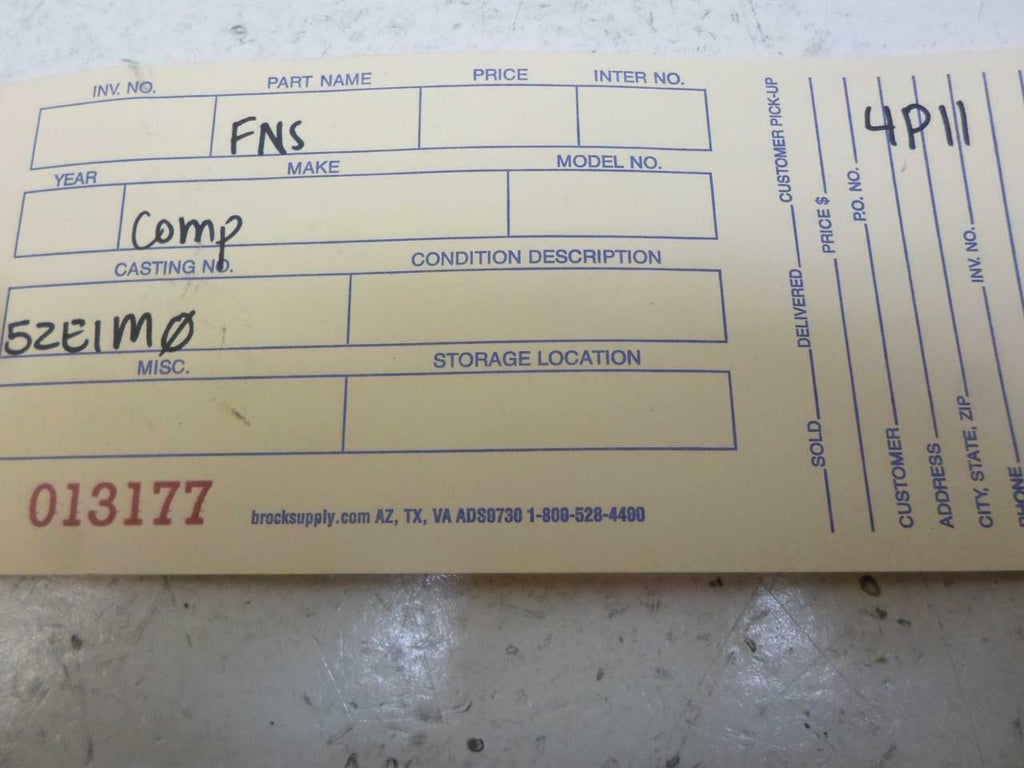 INV. NO. PART NAME PRICE INTER NO.
FNS
YEAR MAKE MODEL NO.
Comp
CASTING NO. CONDITION DESCRIPTION
52E1MØ
MISC. STORAGE LOCATION
013177 brocksupply.com AZ, TX, VA ADS0730 1-800-528-4400
4P11
SOLD DELIVERED CUSTOMER PICK-UP
PRICE $
P.O. NO.
CUSTOMER
ADDRESS
CITY, STATE, ZIP INV. NO.
PHONE